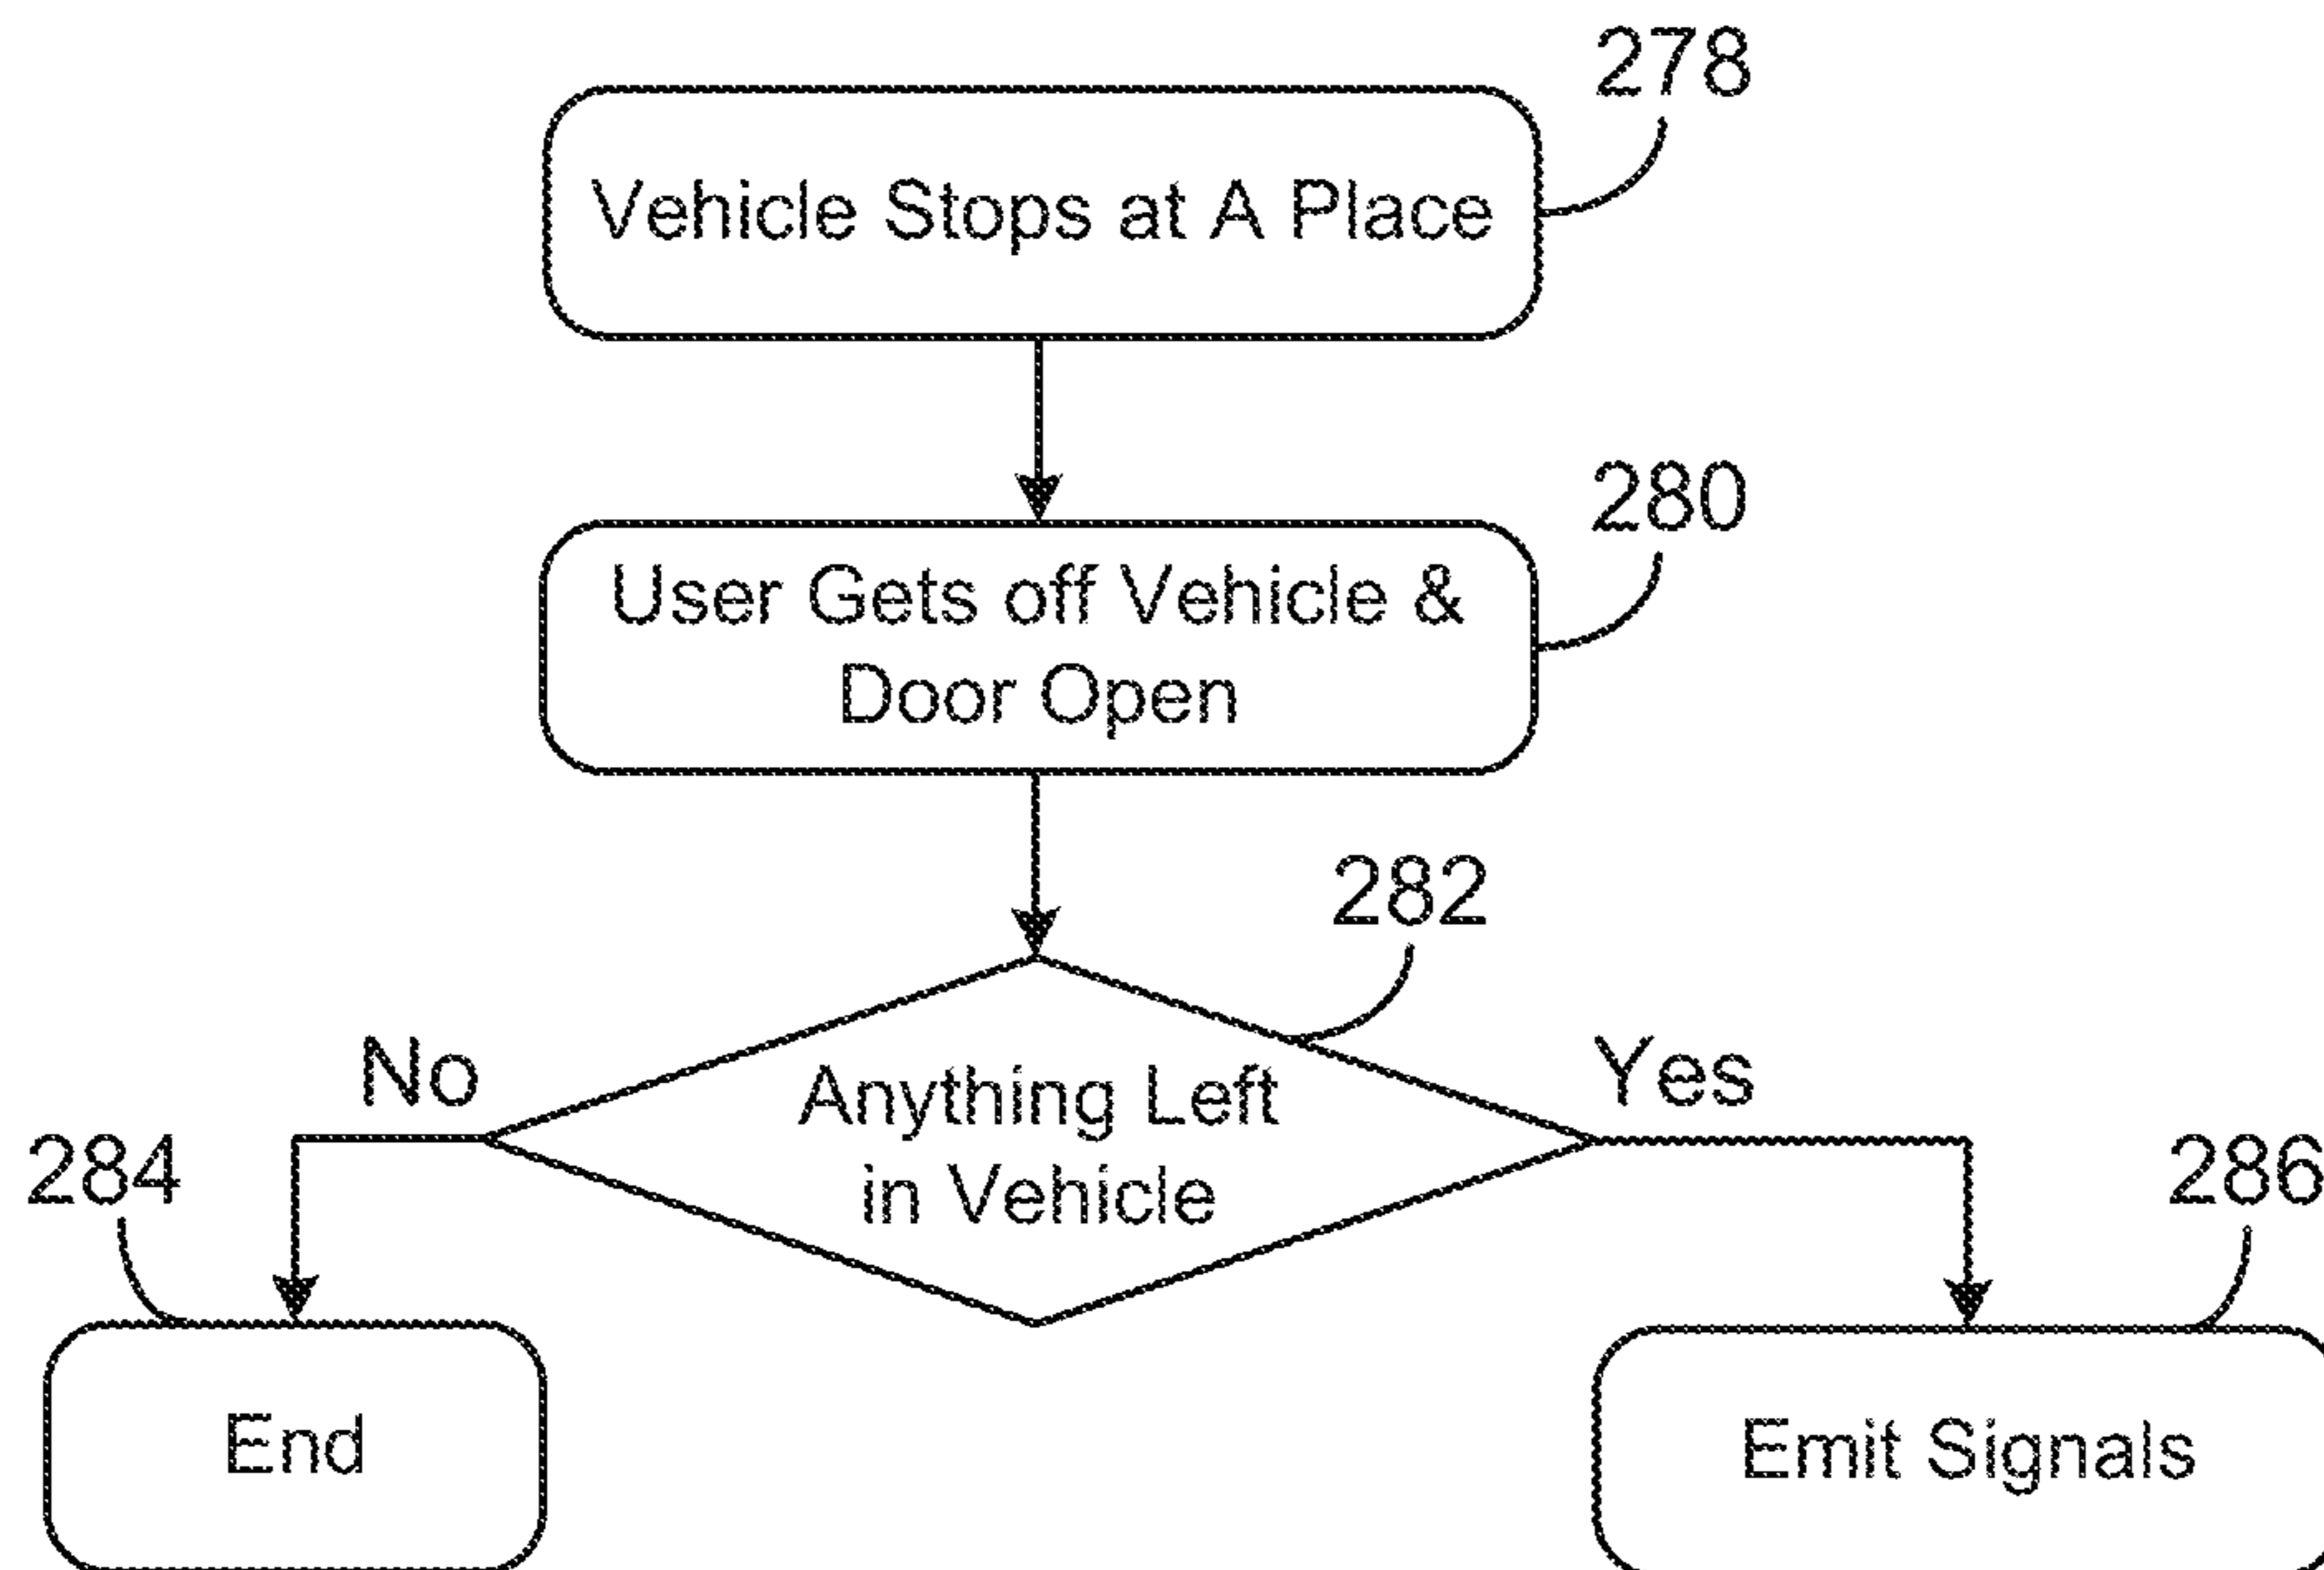 278
Vehicle Stops at A Place
280
User Gets off Vehicle &
Door Open
282
No
Yes
Anything Left
in Vehicle
284
286
End
Emit Signals